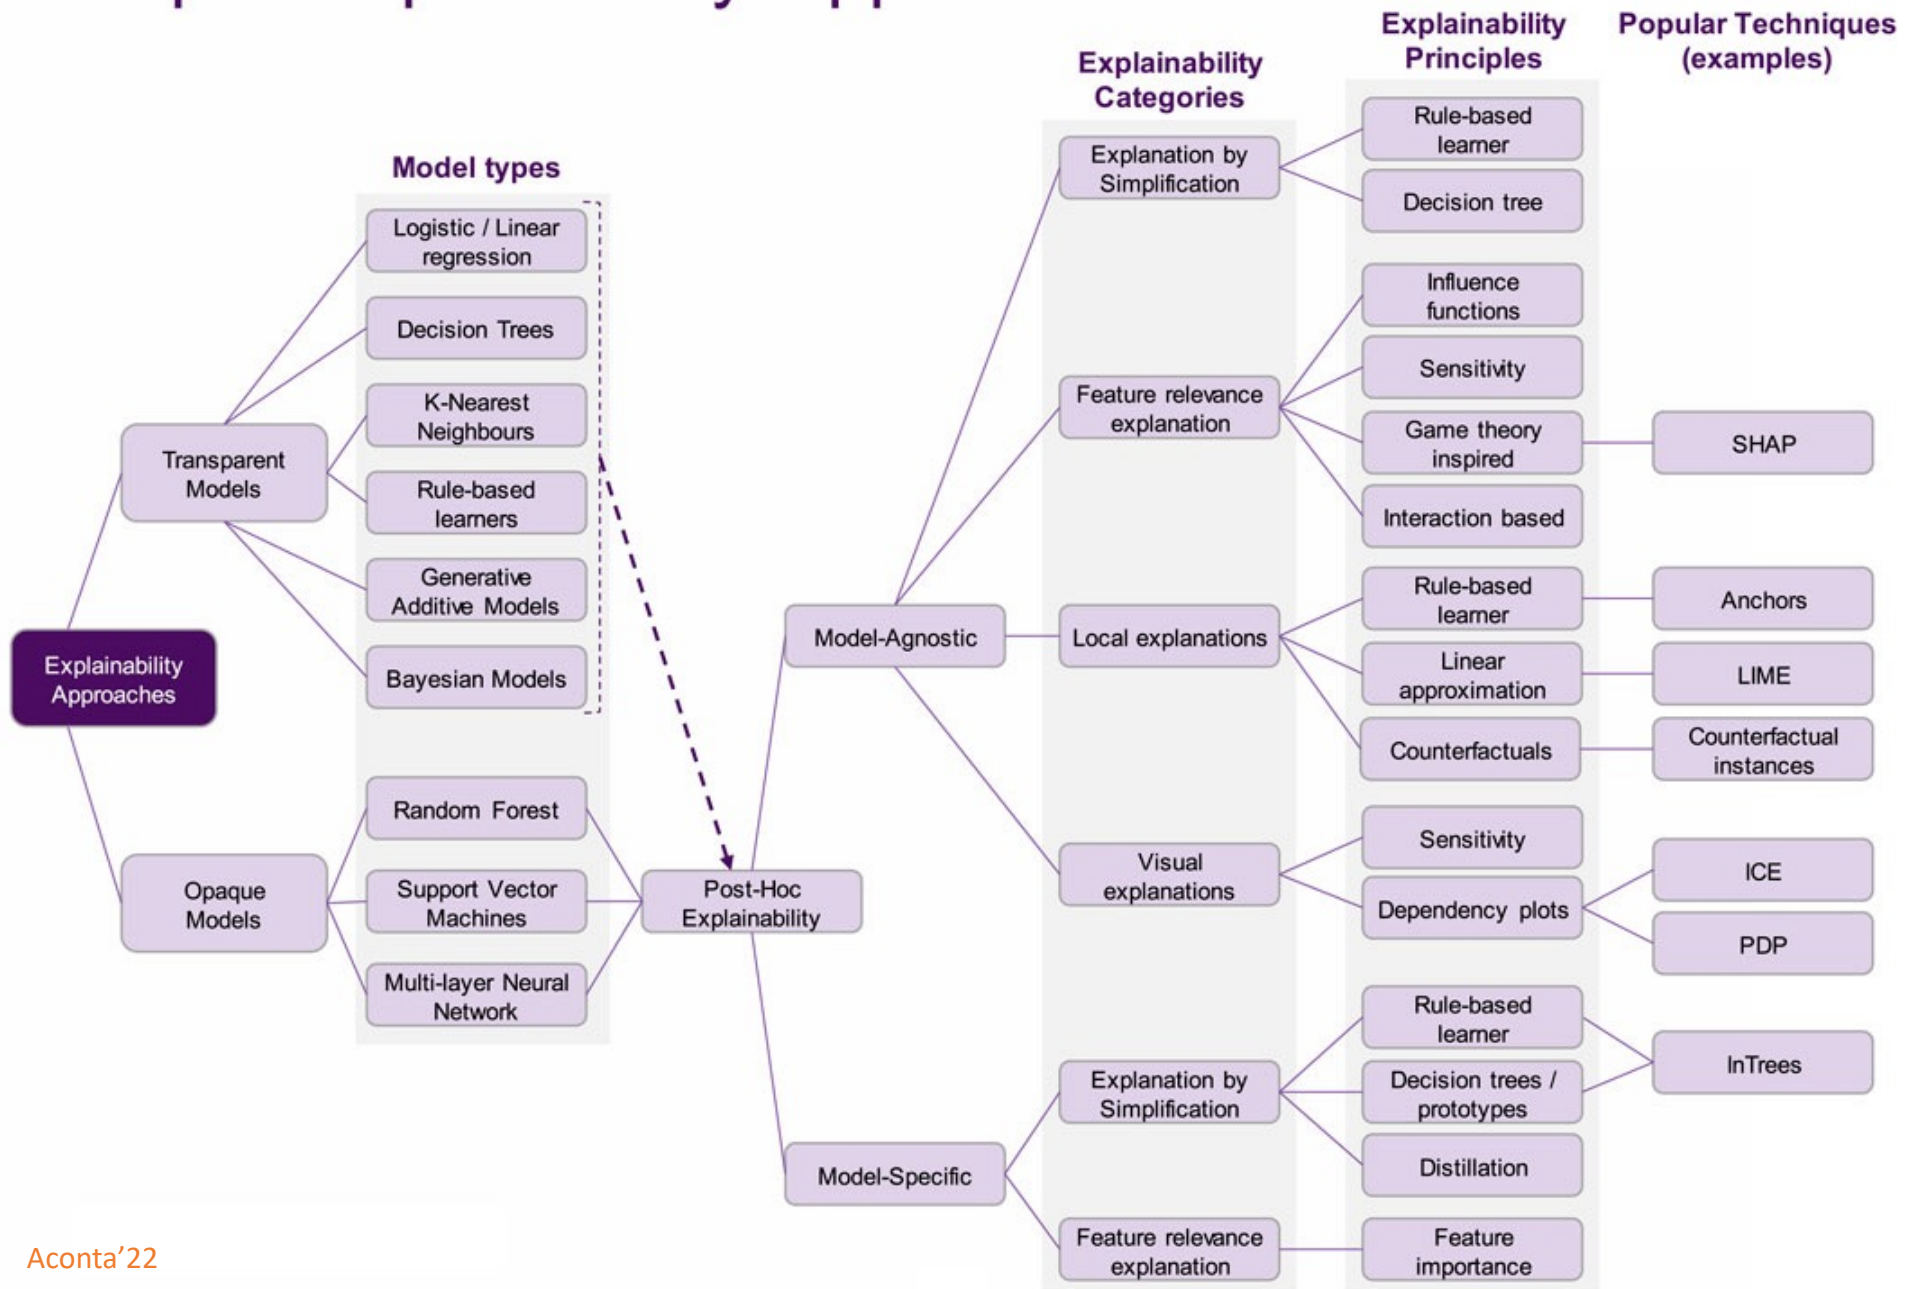 Explainability
Principles
Popular Techniques
(examples)
Explainability
Categories
Model types
Explainability
Approaches
Transparent
Models
Opaque
Models
Logistic / Linear
regression
Decision Trees
K-Nearest
Neighbours
Rule-based
learners
Generative
Additive Models
Bayesian Models
Random Forest
Support Vector
Machines
Multi-layer Neural
Network
Post-Hoc
Explainability
Model-Agnostic
Model-Specific
Explanation by
Simplification
Feature relevance
explanation
Local explanations
Visual
explanations
Explanation by
Simplification
Feature relevance
explanation
Rule-based
learner
Decision tree
Influence
functions
Sensitivity
Game theory
inspired
Interaction based
Rule-based
learner
Linear
approximation
Counterfactuals
Sensitivity
Dependency plots
Rule-based
learner
Decision trees /
prototypes
Distillation
Feature
importance
SHAP
Anchors
LIME
Counterfactual
instances
ICE
PDP
InTrees
Aconta’22